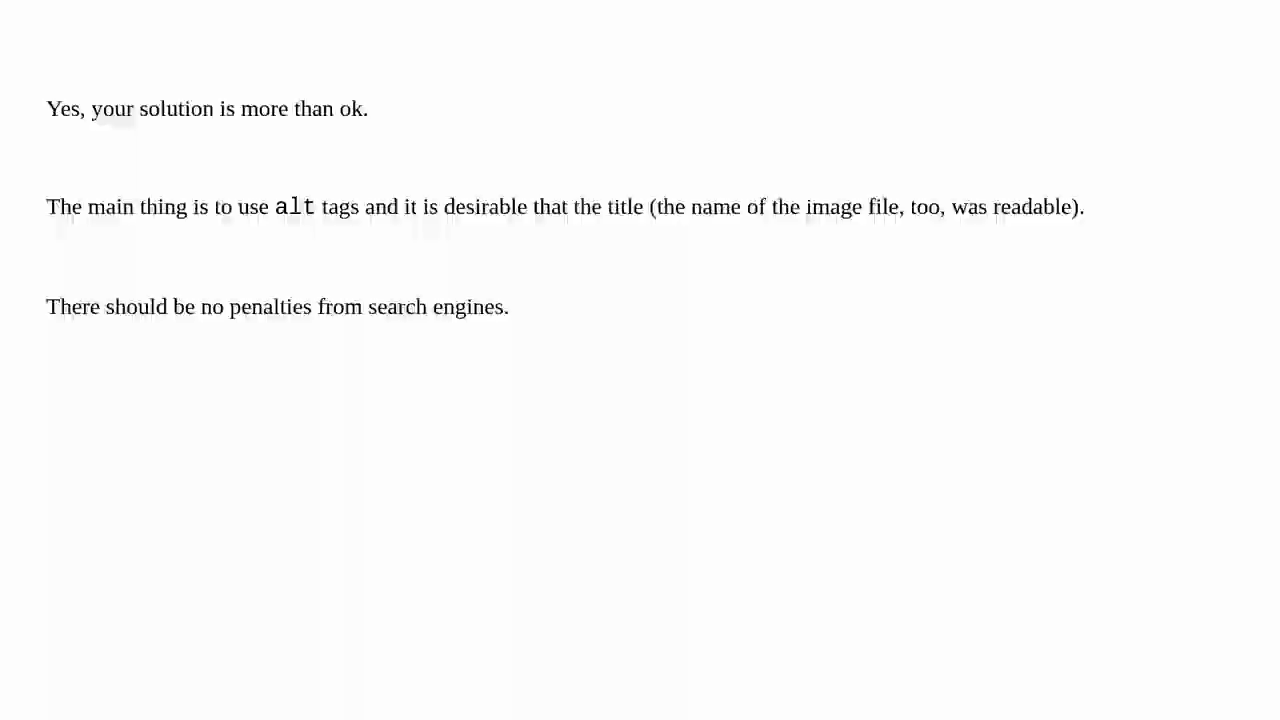 Yes, your solution is more than ok.
The main thing is to use alt tags and it is desirable that the title (the name of the image file, too, was readable).
There should be no penalties from search engines.